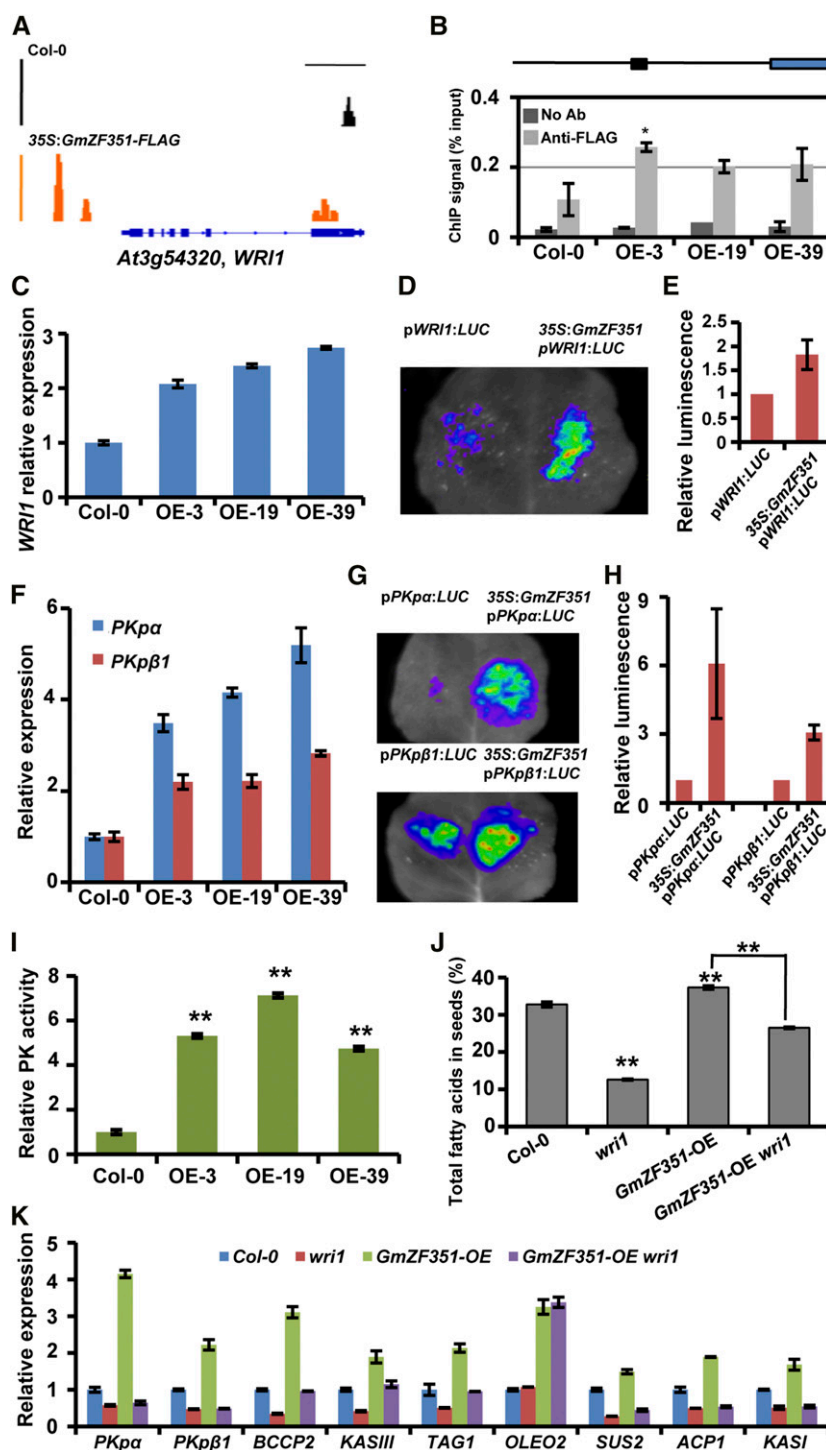 A
Col-0
35S:GmZF351-FLAG
At3g54320, WRI1
B
ChIP signal (% input)
0.4
0.2
0
No Ab
Anti-FLAG
*
Col-0 OE-3 OE-19 OE-39
C
WRI1 relative expression
3
2
1
0
Col-0 OE-3 OE-19 OE-39
D
pWRI1:LUC
35S:GmZF351
pWRI1:LUC
E
Relative luminescence
2.5
2
1.5
1
0.5
0
pWRI1:LUC
35S:GmZF351
pWRI1:LUC
F
Relative expression
6
4
2
0
PKpα
PKpβ1
Col-0 OE-3 OE-19 OE-39
G
pPKpα:LUC
35S:GmZF351
pPKpα:LUC
pPKpβ1:LUC
35S:GmZF351
pPKpβ1:LUC
H
Relative luminescence
9
6
3
0
pPKpα:LUC
35S:GmZF351
pPKpα:LUC
pPKpβ1:LUC
35S:GmZF351
pPKpβ1:LUC
I
Relative PK activity
8
6
4
2
0
**
**
**
Col-0 OE-3 OE-19 OE-39
J
Total fatty acids in seeds (%)
40
30
20
10
0
**
**
**
Col-0
wri1
GmZF351-OE
GmZF351-OE wri1
K
Relative expression
5
4
3
2
1
0
Col-0 wri1 GmZF351-OE GmZF351-OE wri1
PKpα PKpβ1 BCCP2 KASIII TAG1 OLEO2 SUS2 ACP1 KASI